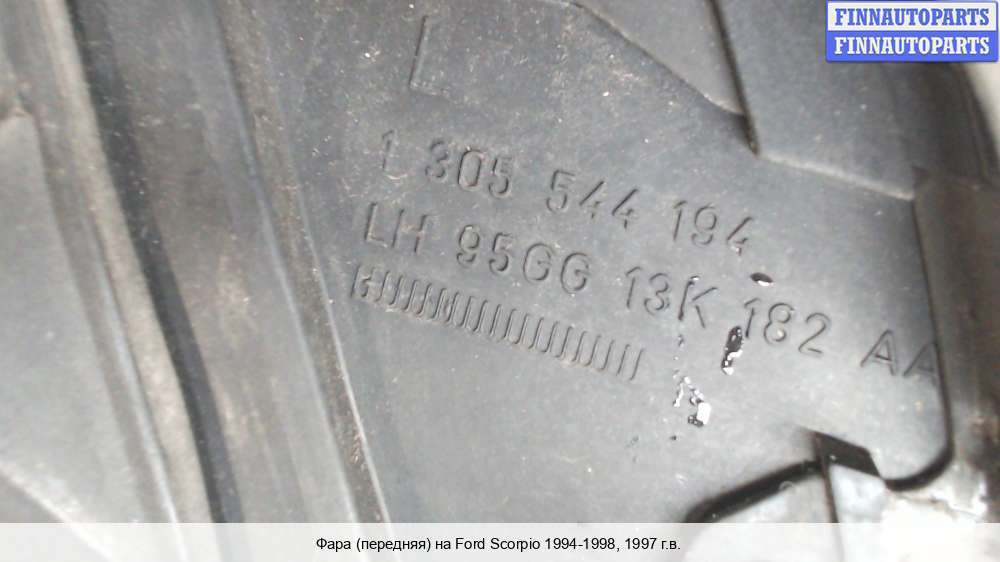 FINNAUTOPARTS
FINNAUTOPARTS
L
1 305 544 194
LH 95GG 13K 182 AA
Фара (передняя) на Ford Scorpio 1994-1998, 1997 г.в.